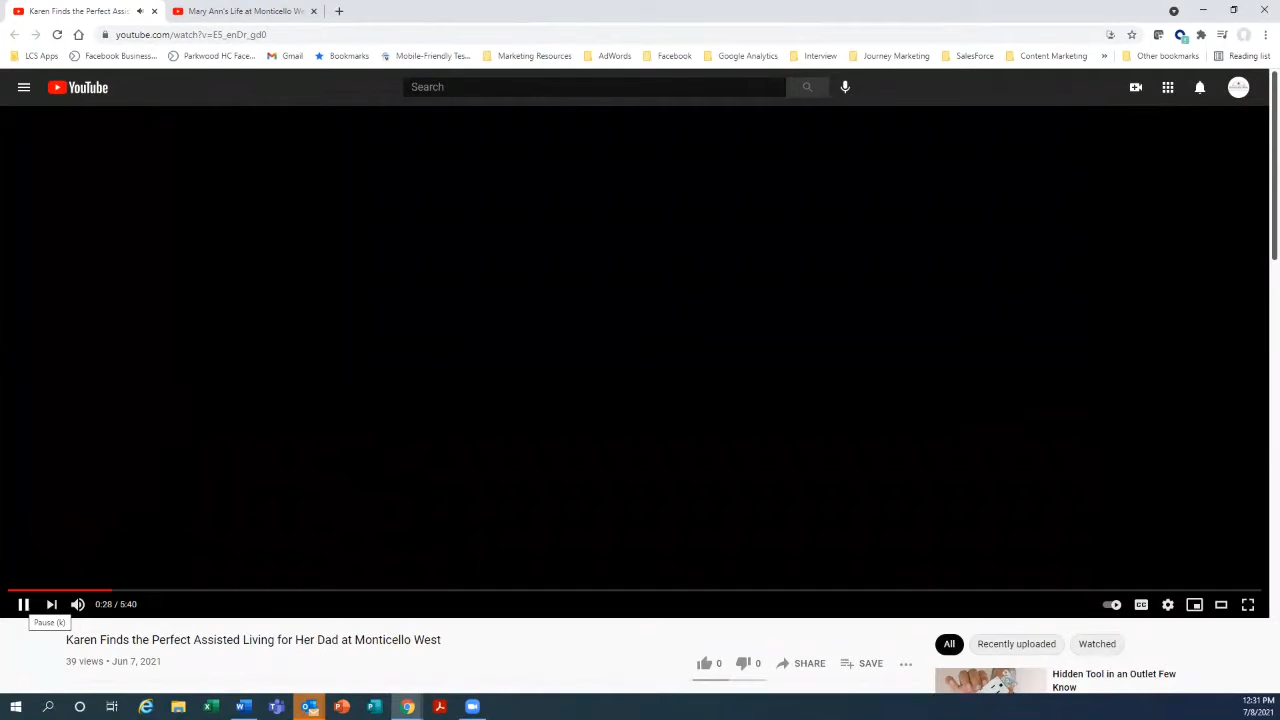 Karen Finds the Perfect Assis
Mary Ann's Life at Monticello We
youtube.com/watch?v=E5_enDr_gd0
LCS Apps
Facebook Business...
Parkwood HC Face...
Gmail
Bookmarks
Mobile-Friendly Tes...
Marketing Resources
AdWords
Facebook
Google Analytics
Interview
Journey Marketing
SalesForce
Content Marketing
»
Other bookmarks
Reading list
YouTube
Search
0:28 / 5:40
CC
Pause (k)
Karen Finds the Perfect Assisted Living for Her Dad at Monticello West
39 views • Jun 7, 2021
0
0
SHARE
SAVE
All
Recently uploaded
Watched
Hidden Tool in an Outlet Few
Know
12:31 PM
7/8/2021